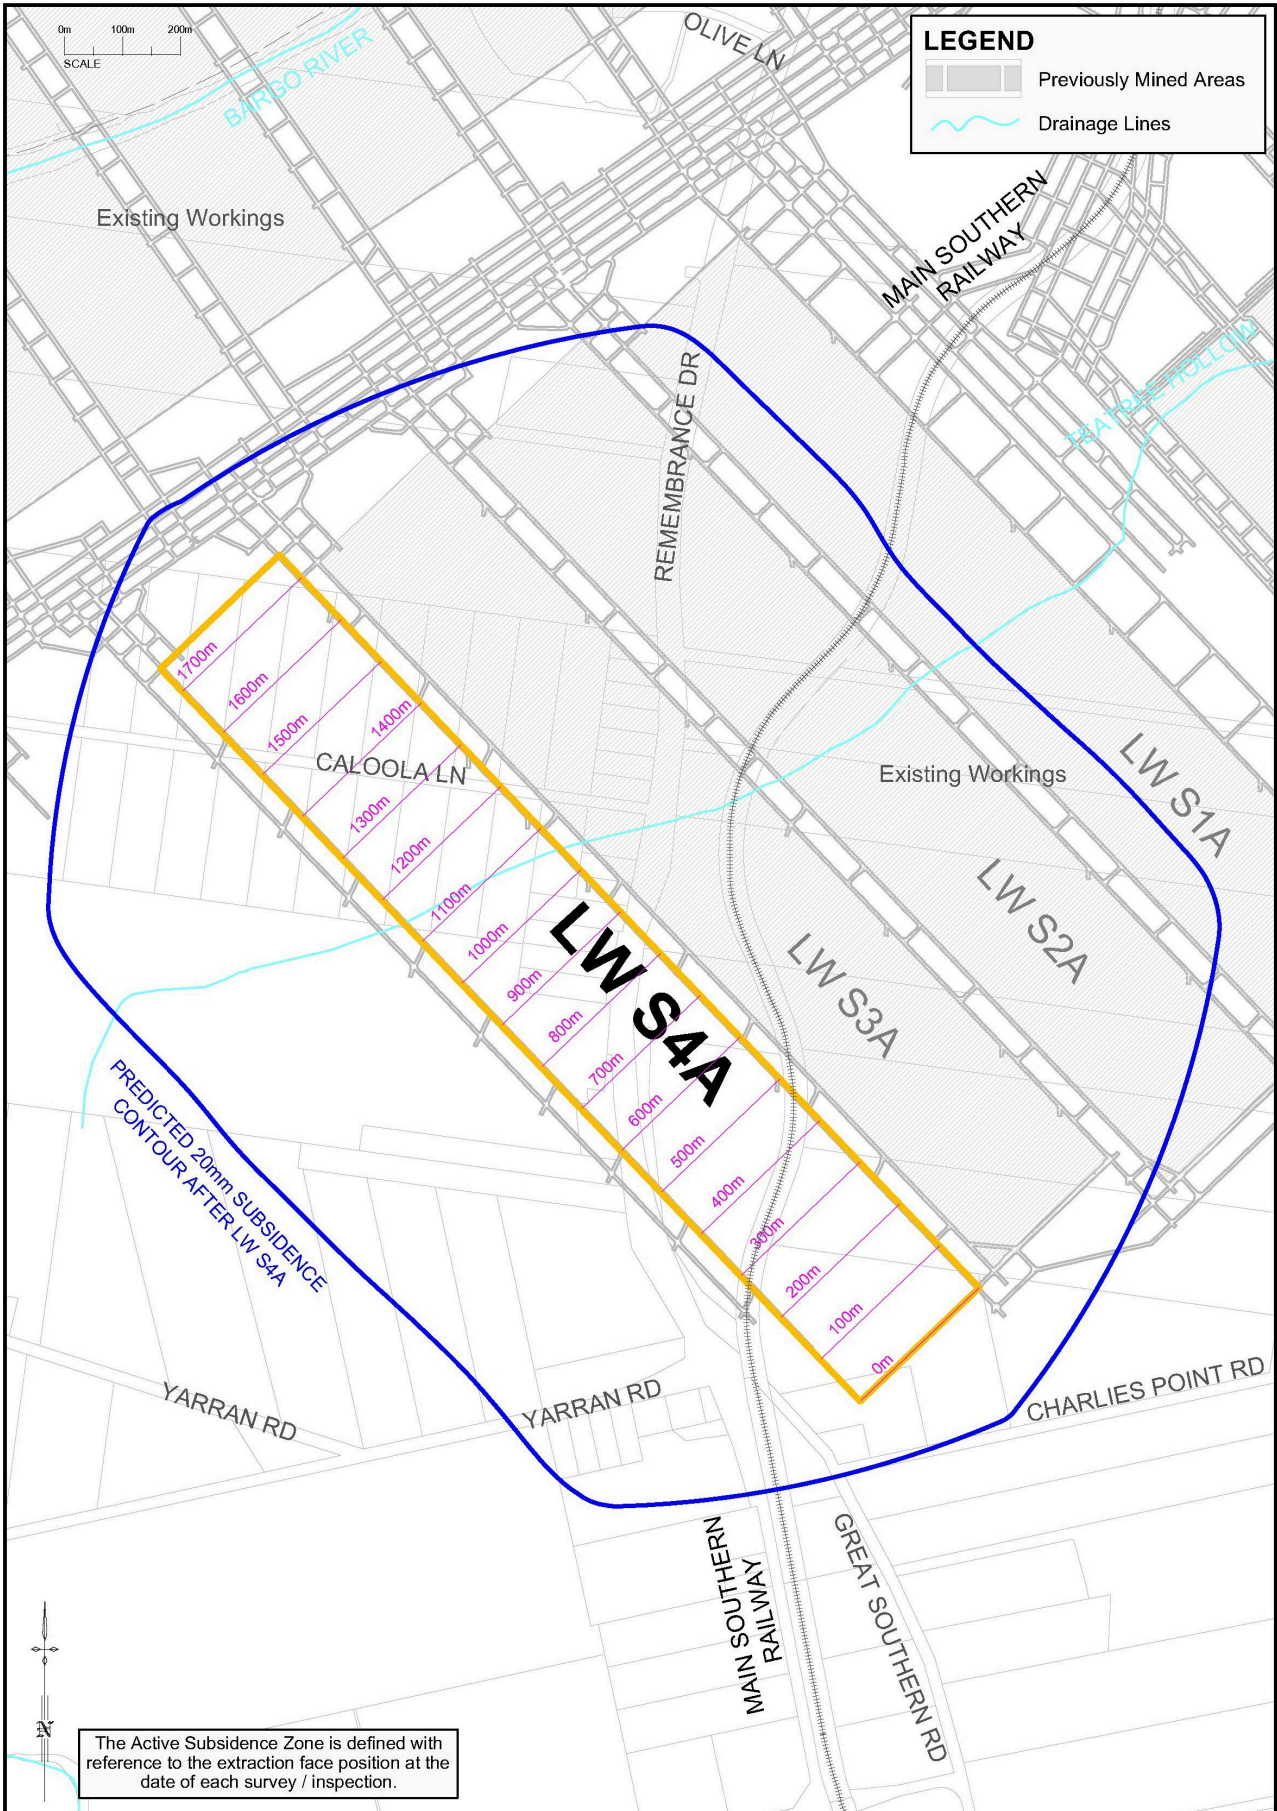 0m 100m 200m
SCALE
BARGO RIVER
OLIVE LN
LEGEND
Previously Mined Areas
Drainage Lines
Existing Workings
MAIN SOUTHERN
RAILWAY
TEA TREE HOLLOW
REMEMBRANCE DR
1700m
1600m
1500m
1400m
CALOOLA LN
1300m
1200m
1100m
1000m
900m
800m
700m
600m
500m
400m
300m
200m
100m
0m
LW S4A
LW S3A
LW S2A
LW S1A
Existing Workings
PREDICTED 20mm SUBSIDENCE
CONTOUR AFTER LW S4A
YARRAN RD
YARRAN RD
CHARLIES POINT RD
MAIN SOUTHERN
RAILWAY
GREAT SOUTHERN RD
N
The Active Subsidence Zone is defined with
reference to the extraction face position at the
date of each survey / inspection.